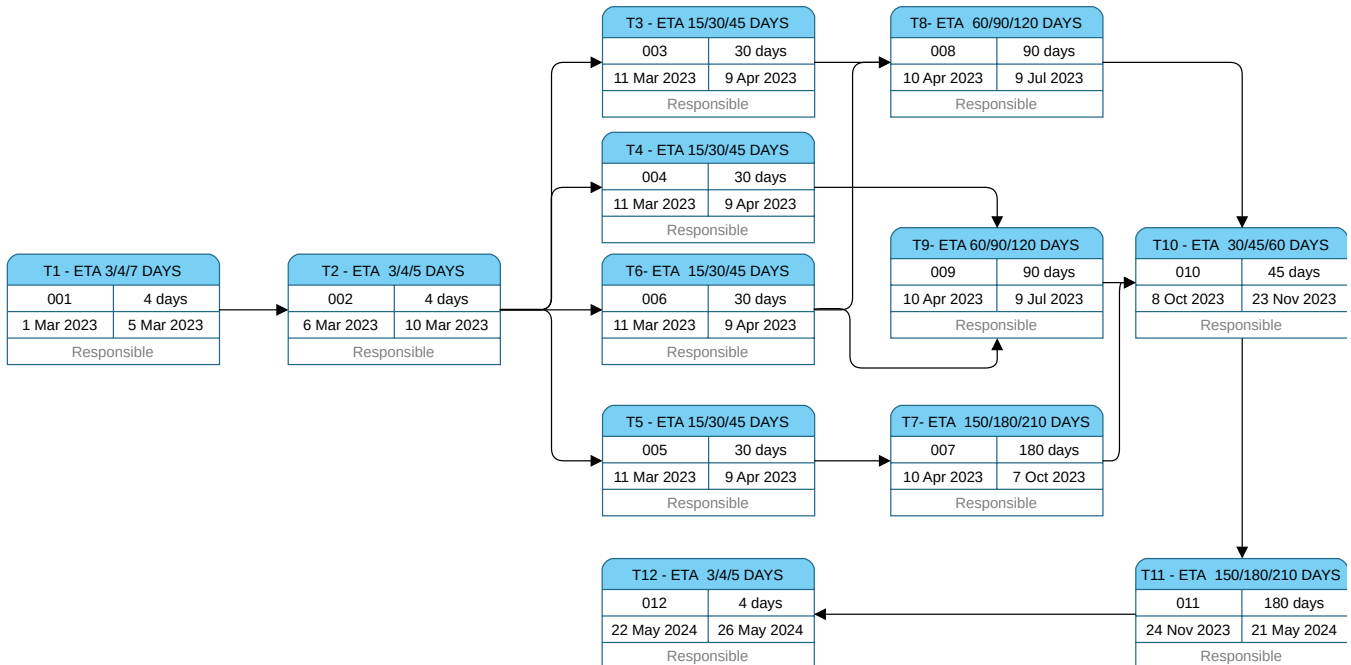 T3 - ETA 15/30/45 DAYS
003 30 days
11 Mar 2023 9 Apr 2023
Responsible
T8- ETA 60/90/120 DAYS
008 90 days
10 Apr 2023 9 Jul 2023
Responsible
T4 - ETA 15/30/45 DAYS
004 30 days
11 Mar 2023 9 Apr 2023
Responsible
T1 - ETA 3/4/7 DAYS
001 4 days
1 Mar 2023 5 Mar 2023
Responsible
T2 - ETA 3/4/5 DAYS
002 4 days
6 Mar 2023 10 Mar 2023
Responsible
T6- ETA 15/30/45 DAYS
006 30 days
11 Mar 2023 9 Apr 2023
Responsible
T9- ETA 60/90/120 DAYS
009 90 days
10 Apr 2023 9 Jul 2023
Responsible
T10 - ETA 30/45/60 DAYS
010 45 days
8 Oct 2023 23 Nov 2023
Responsible
T5 - ETA 15/30/45 DAYS
005 30 days
11 Mar 2023 9 Apr 2023
Responsible
T7- ETA 150/180/210 DAYS
007 180 days
10 Apr 2023 7 Oct 2023
Responsible
T12 - ETA 3/4/5 DAYS
012 4 days
22 May 2024 26 May 2024
Responsible
T11 - ETA 150/180/210 DAYS
011 180 days
24 Nov 2023 21 May 2024
Responsible